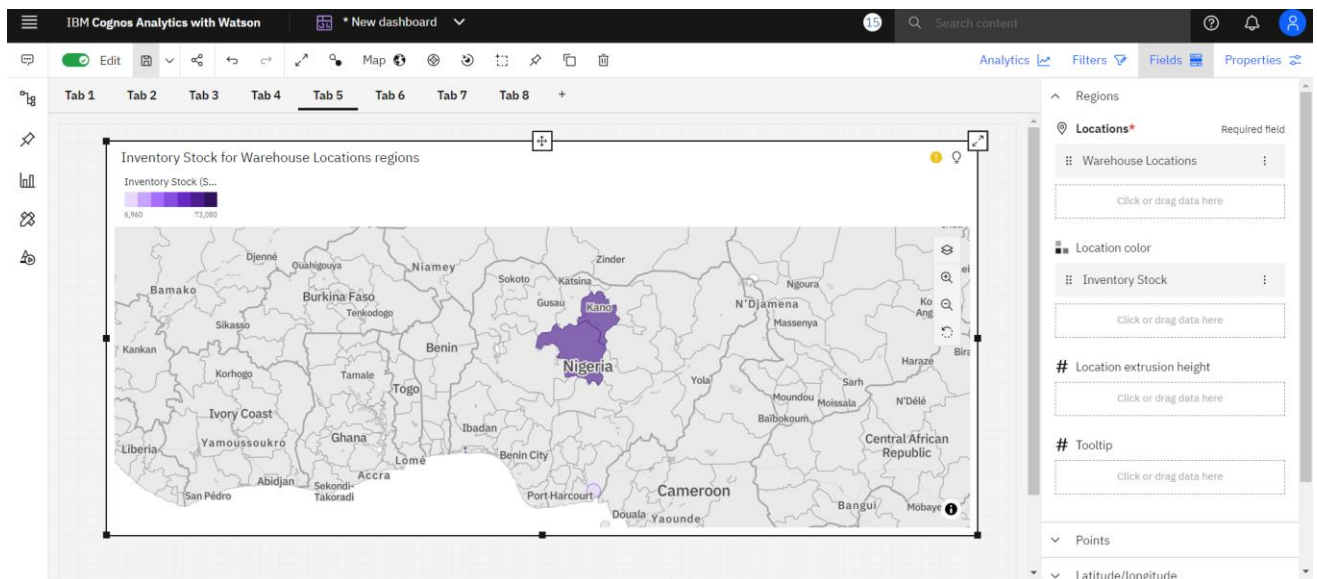 IBM Cognos Analytics with Watson
* New dashboard
15
Search content
Edit
Map
Analytics
Filters
Fields
Properties
Tab 1
Tab 2
Tab 3
Tab 4
Tab 5
Tab 6
Tab 7
Tab 8
+
Inventory Stock for Warehouse Locations regions
Inventory Stock (S...
6,960 73,080
Djenné
Ouahigouya
Niamey
Zinder
Bamako
Burkina Faso
Tenkodogo
Sokoto
Katsina
Gusau
Kano
Ngoura
N'Djamena
Massenya
Ko
Ang
Sikasso
Kankan
Benin
Nigeria
Haraze
Bira
Korhogo
Tamale
Togo
Yola
Sarh
Moundou
Moissala
N'Délé
Ivory Coast
Baïbokoum
Liberia
Yamoussoukro
Ghana
Ibadan
Central African
Republic
Lomé
Benin City
Accra
Abidjan
Sekondi-
Takoradi
San Pédro
Port Harcourt
Cameroon
Douala
Yaounde
Bangui
Mobaye
Regions
Locations*
Required field
Warehouse Locations
Click or drag data here
Location color
Inventory Stock
Click or drag data here
# Location extrusion height
Click or drag data here
# Tooltip
Click or drag data here
Points
Latitude/longitude